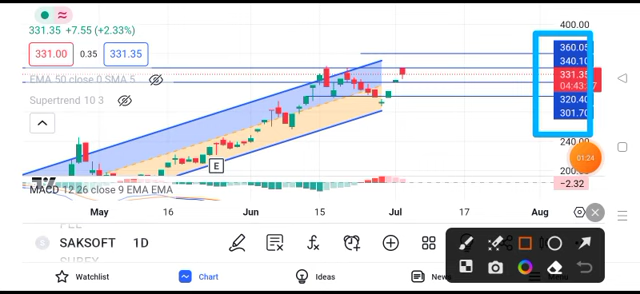 331.35 +7.55 (+2.33%)
331.00 0.35 331.35
EMA 50 close 0 SMA 5
Supertrend 10 3
E
MACD 12 26 close 9 EMA EMA
400.00
360.05
340.10
331.35
04:43:
320.40
301.70
240.00
200.
01:24
−2.32
May 16 Jun 15 Jul 17 Aug
SAKSOFT 1D
Watchlist Chart Ideas News